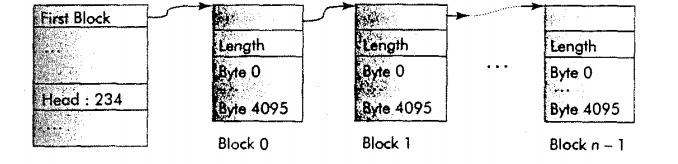 First Block
...
Head : 234
....
Length
Byte 0
...
Byte 4095
Block 0
Length
Byte 0
...
Byte 4095
Block 1
...
Length
Byte 0
...
Byte 4095
Block n – 1